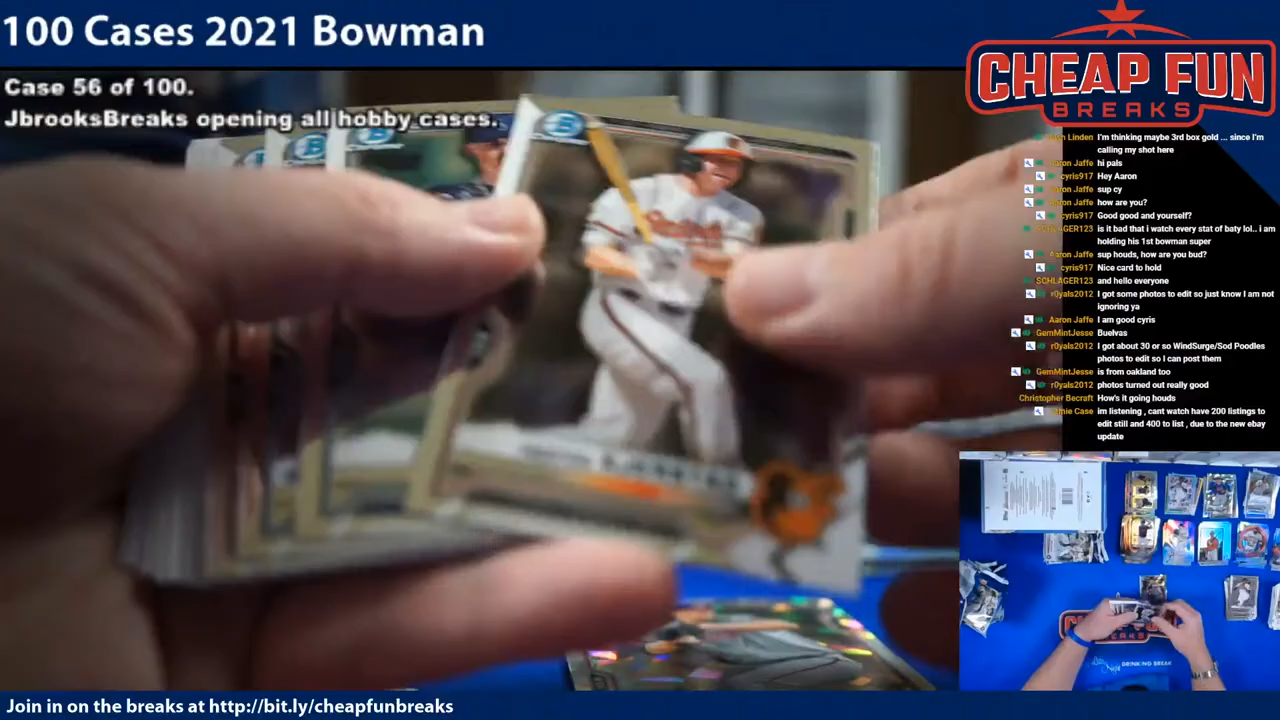 100 Cases 2021 Bowman
Case 56 of 100.
JbrooksBreaks opening all hobby cases.
CHEAP FUN
BREAKS
Linden I'm thinking maybe 3rd box gold ... since I'm
calling my shot here
Aaron Jaffe hi pals
cyris917 Hey Aaron
Aaron Jaffe sup cy
Aaron Jaffe how are you?
cyris917 Good good and yourself?
SCHLAGER123 is it bad that i watch every stat of baty lol.. i am
holding his 1st bowman super
Aaron Jaffe sup houds, how are you bud?
cyris917 Nice card to hold
SCHLAGER123 and hello everyone
r0yals2012 I got some photos to edit so just know I am not
ignoring ya
Aaron Jaffe I am good cyris
GemMintJesse Buelvas
r0yals2012 I got about 30 or so WindSurge/Sod Poodles
photos to edit so I can post them
GemMintJesse is from oakland too
r0yals2012 photos turned out really good
Christopher Becraft How's it going houds
Case im listening , cant watch have 200 listings to
edit still and 400 to list , due to the new ebay
update
CHEAP FUN
BREAKS
DRINKING BREAK
Join in on the breaks at http://bit.ly/cheapfunbreaks